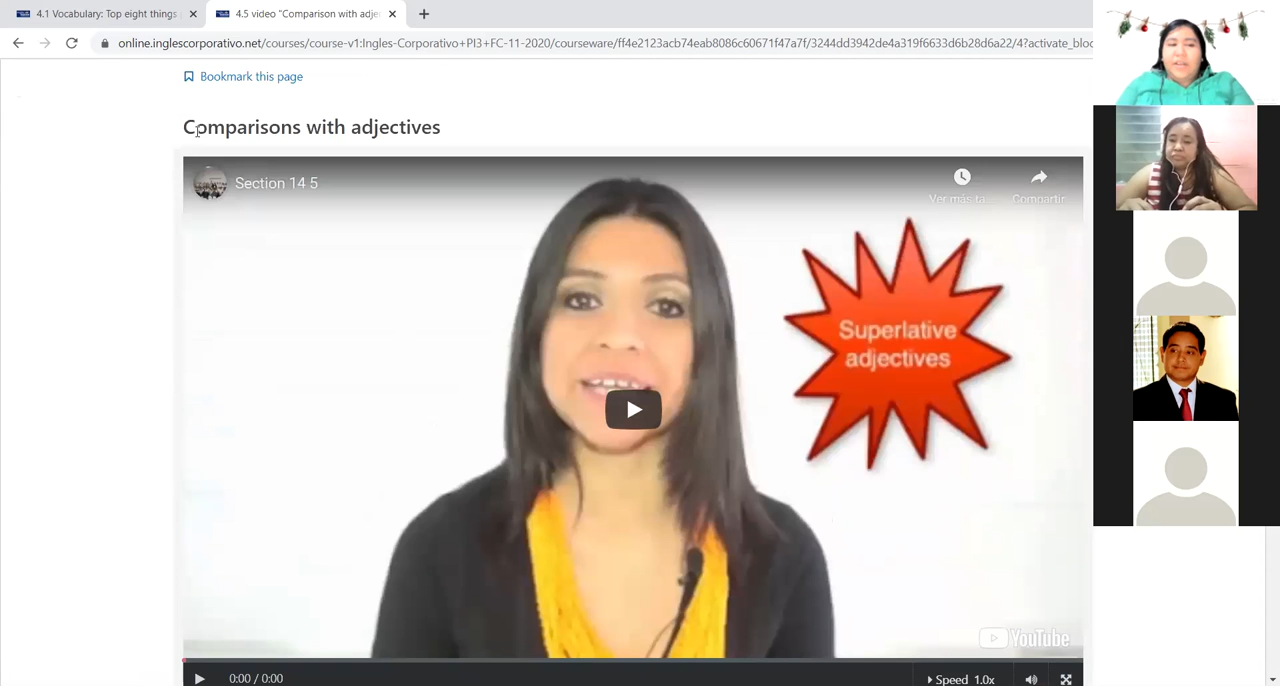 4.1 Vocabulary: Top eight things
4.5 video "Comparison with adje
online.inglescorporativo.net/courses/course-v1:Ingles-Corporativo+PI3+FC-11-2020/courseware/ff4e2123acb74eab8086c60671f47a7f/3244dd3942de4a319f6633d6b28d6a22/4?activate_bloc
Bookmark this page
Comparisons with adjectives
Section 14 5
Ver más ta...
Compartir
Superlative
adjectives
YouTube
0:00 / 0:00
Speed 1.0x